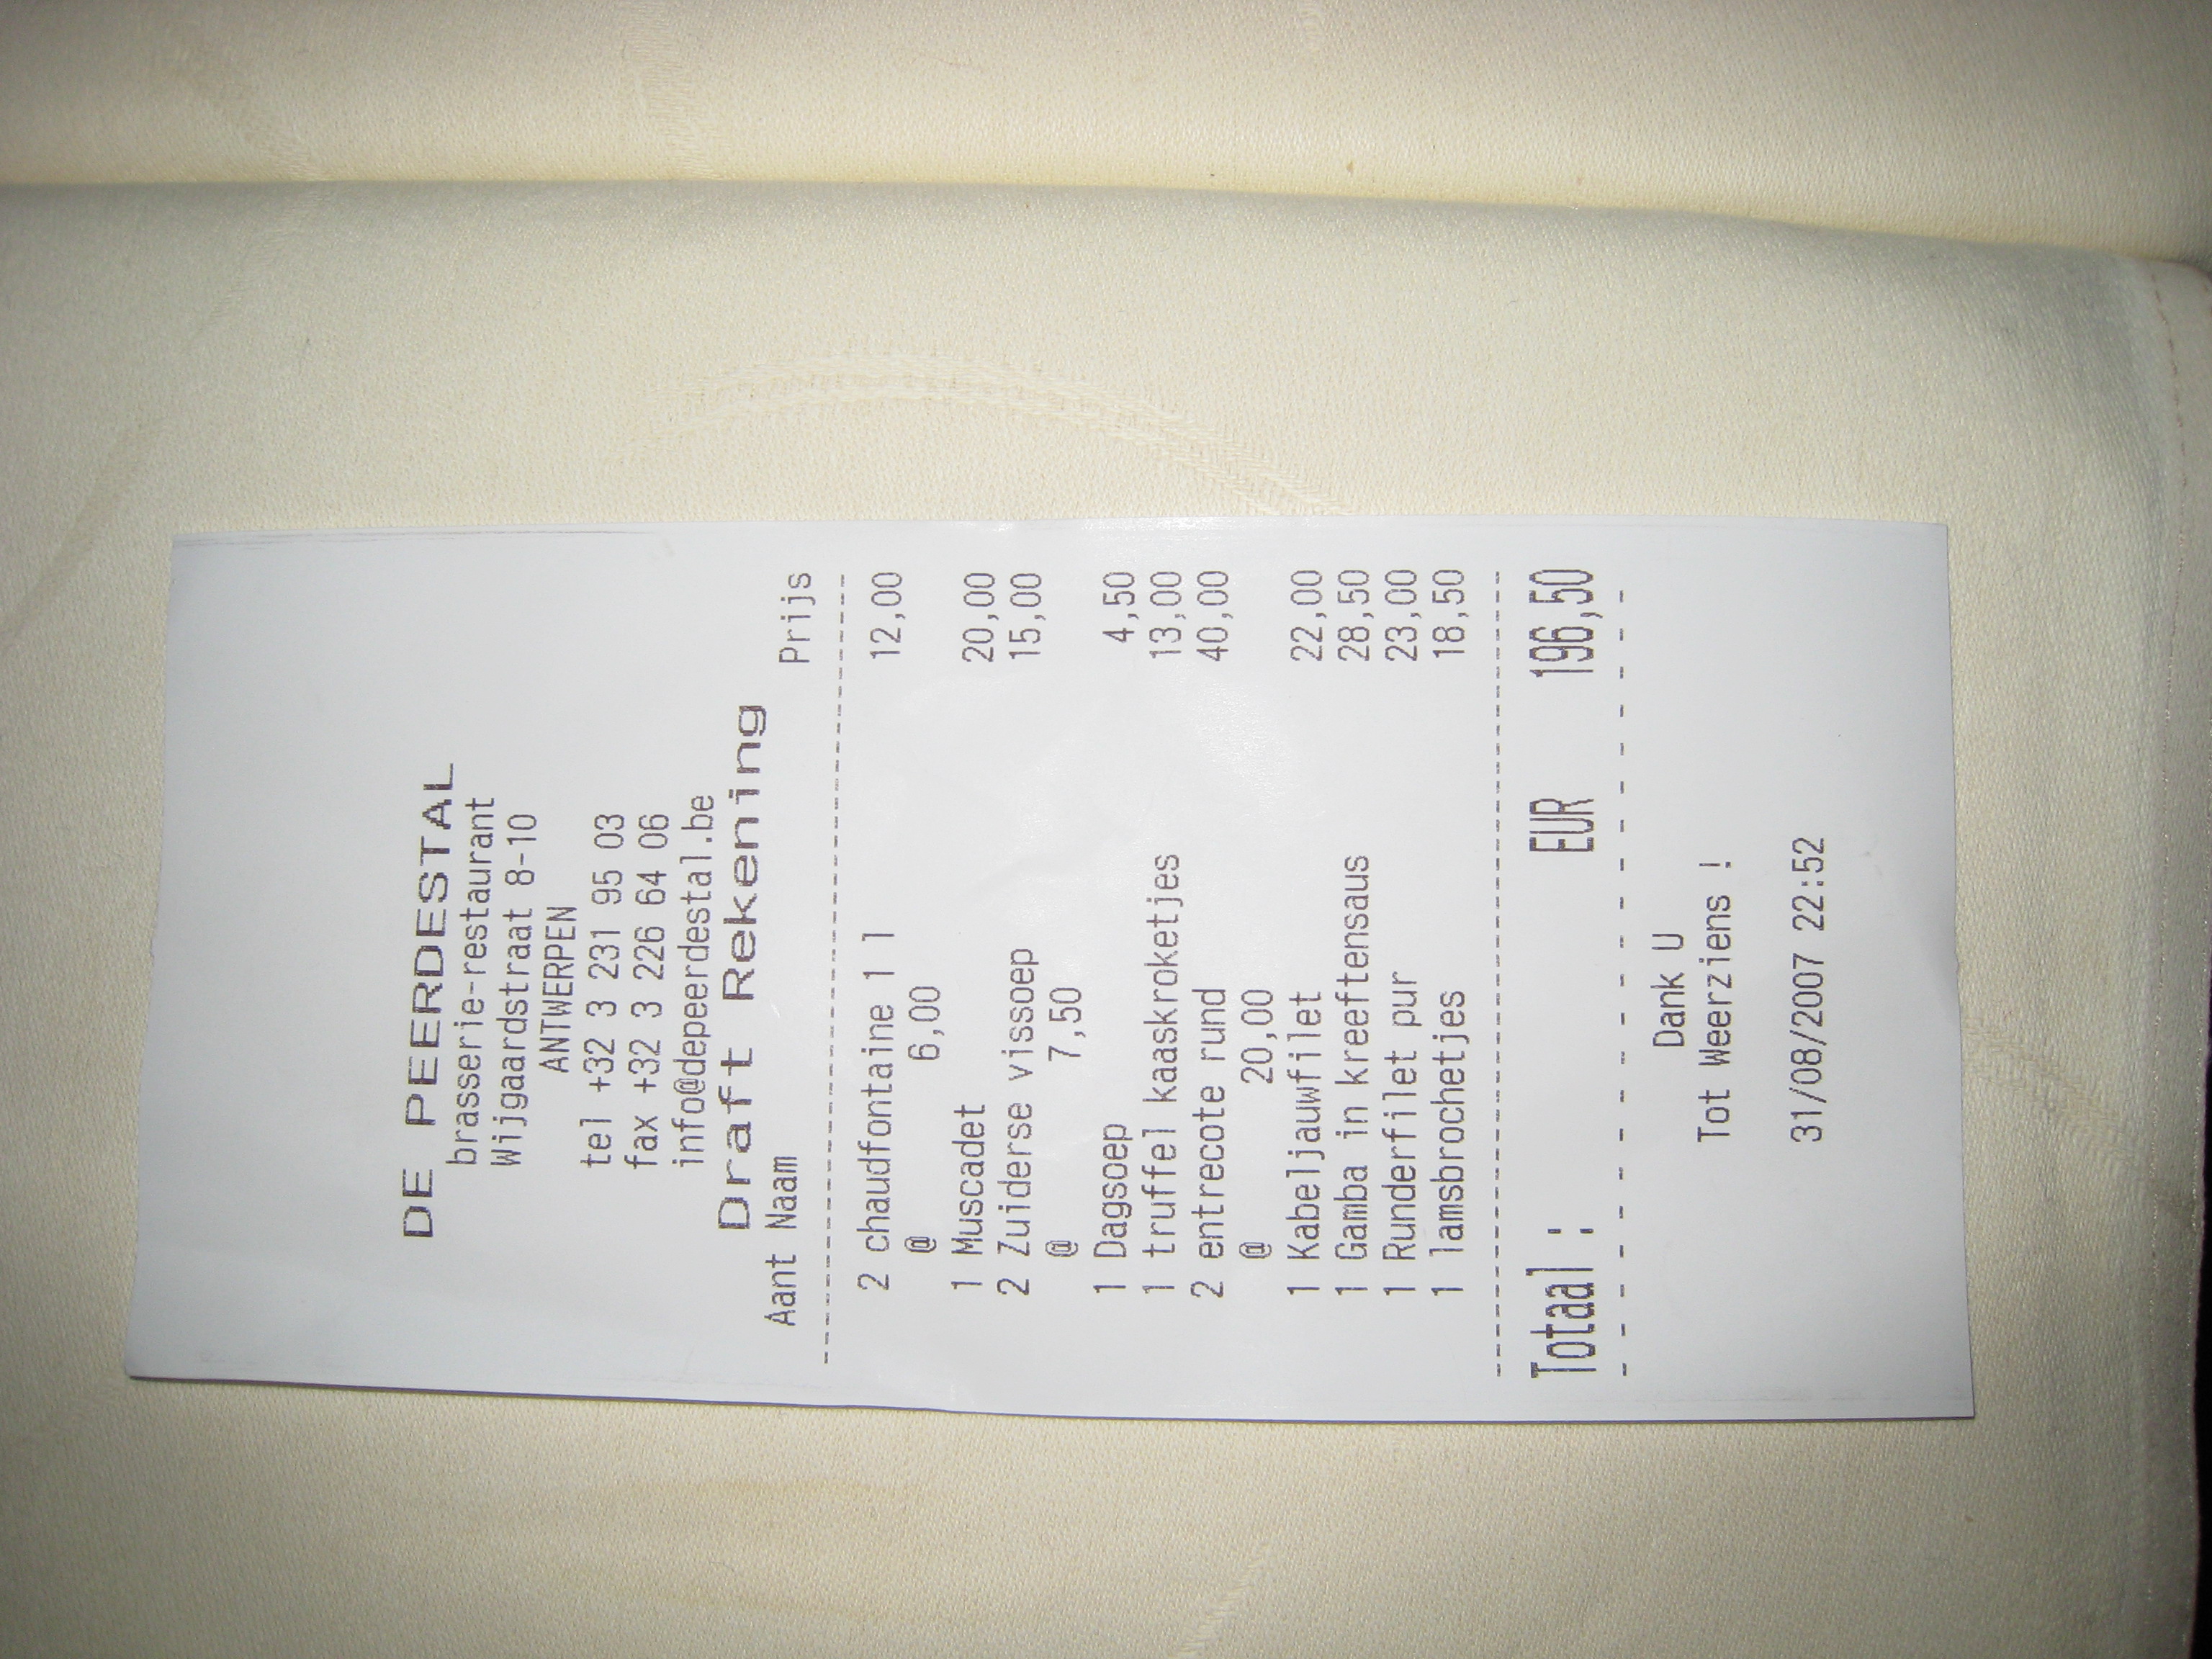 DE PEERDESTAL
brasserie-restaurant
Wijgaardstraat 8-10
ANTWERPEN
tel +32 3 231 95 03
fax +32 3 226 64 06
info@depeerdestal.be
Draft Rekening
Aant Naam Prijs
2 chaudfontaine 1 l 12,00
@ 6,00
1 Muscadet 20,00
2 Zuiderse vissoep 15,00
@ 7,50
1 Dagsoep 4,50
1 truffel kaaskroketjes 13,00
2 entrecote rund 40,00
@ 20,00
1 Kabeljauwfilet 22,00
1 Gamba in kreeftensaus 28,50
1 Runderfilet pur 23,00
1 lamsbrochetjes 18,50
Totaal : EUR 196,50
Dank U
Tot Weerziens !
31/08/2007 22:52